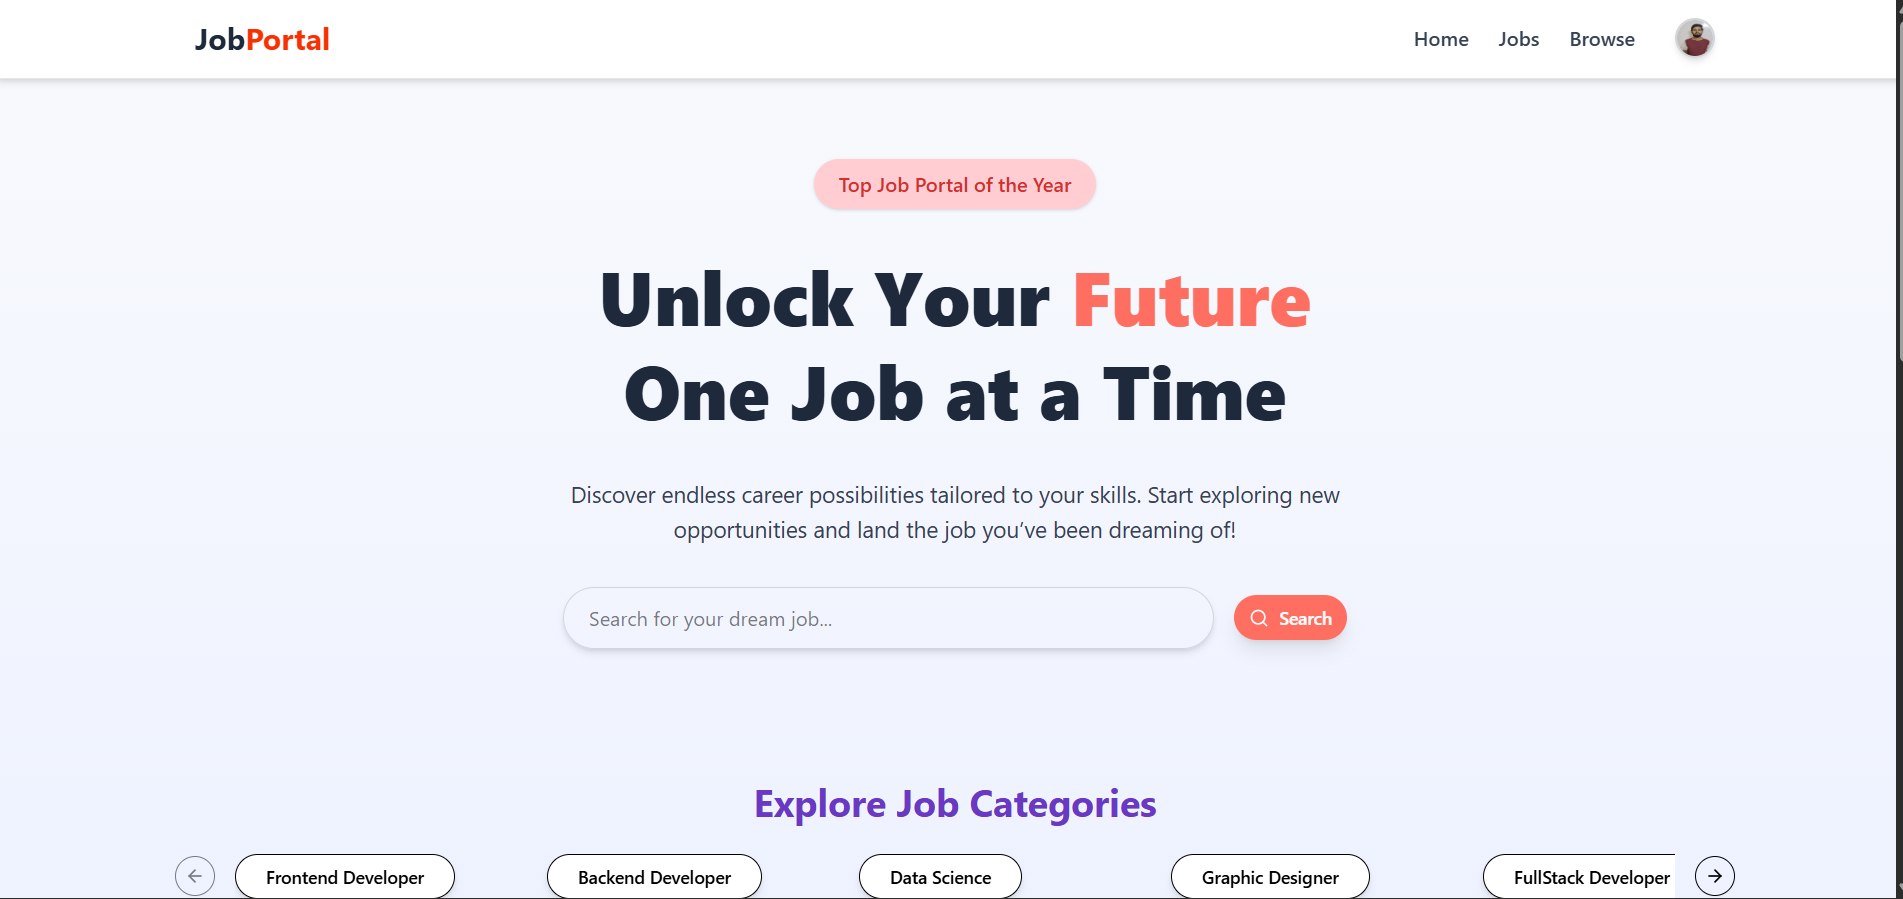 JobPortal
Home Jobs Browse
Top Job Portal of the Year
Unlock Your Future
One Job at a Time
Discover endless career possibilities tailored to your skills. Start exploring new
opportunities and land the job you’ve been dreaming of!
Search for your dream job...
Search
Explore Job Categories
Frontend Developer
Backend Developer
Data Science
Graphic Designer
FullStack Developer